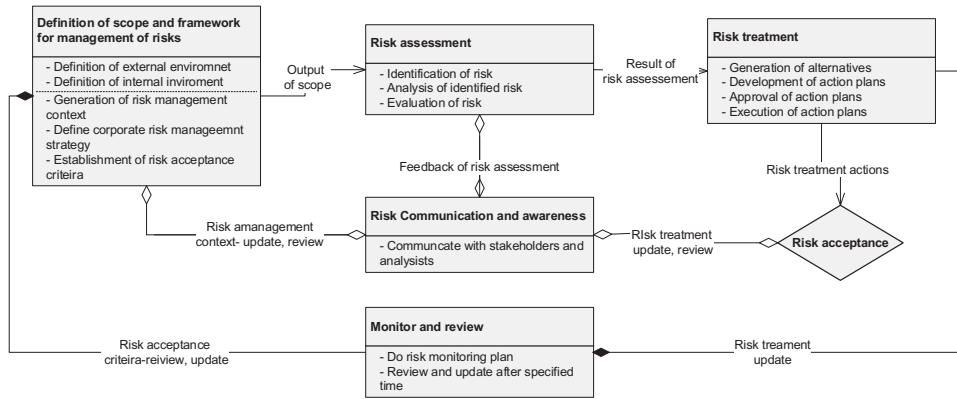 Definition of scope and framework
for management of risks
- Definition of external enviromnet
- Definition of internal inviroment
- Generation of risk management
context
- Define corporate risk manageemnt
strategy
- Establishment of risk acceptance
criteira
Output
of scope
Risk assessment
- Identification of risk
- Analysis of identified risk
- Evaluation of risk
Result of
risk assessement
Risk treatment
- Generation of alternatives
- Development of action plans
- Approval of action plans
- Execution of action plans
Feedback of risk assessment
Risk treatment actions
Risk amanagement
context- update, review
Risk Communication and awareness
- Communcate with stakeholders and
analysists
RIsk treatment
update, review
Risk acceptance
Risk acceptance
criteira-reiview, update
Monitor and review
- Do risk monitoring plan
- Review and update after specified
time
Risk treament
update